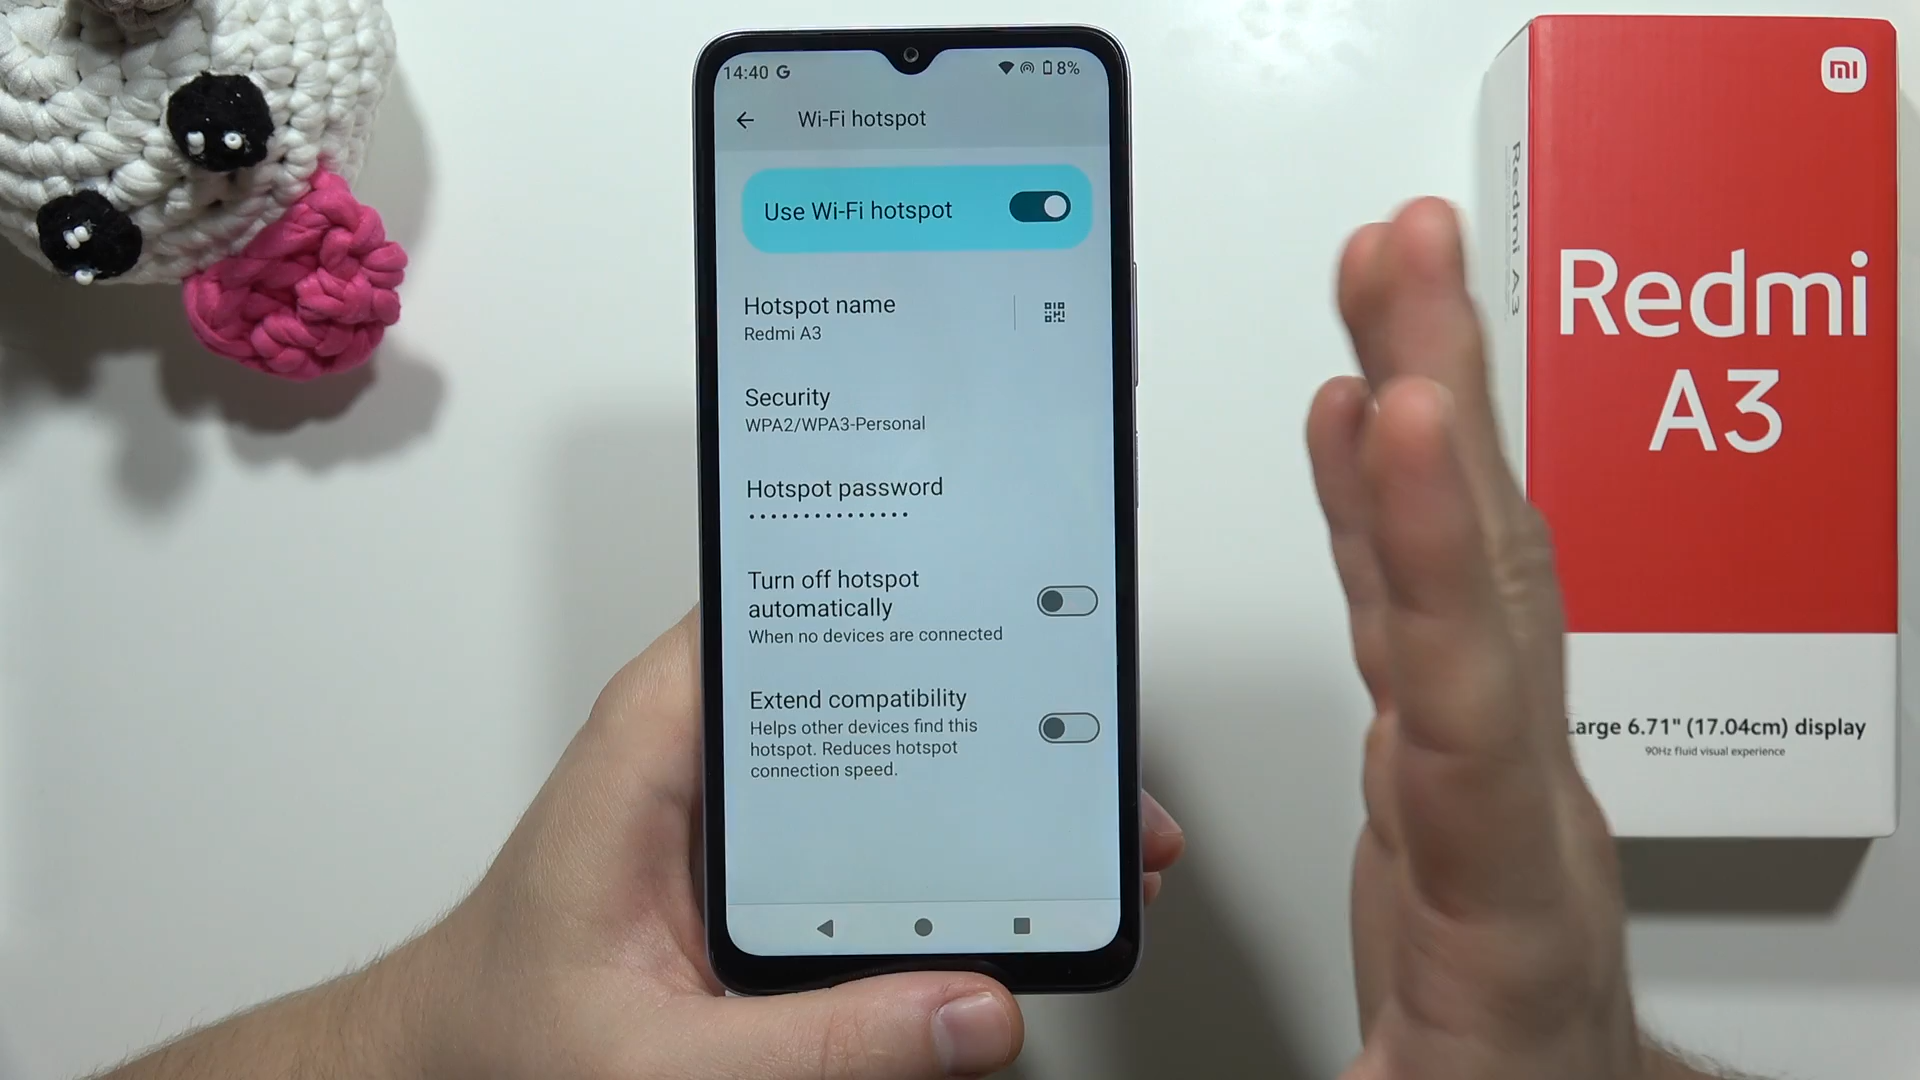 14:40 G
8%
Wi-Fi hotspot
Use Wi-Fi hotspot
Hotspot name
Redmi A3
Security
WPA2/WPA3-Personal
Hotspot password
•••••••••••••••
Turn off hotspot
automatically
When no devices are connected
Extend compatibility
Helps other devices find this
hotspot. Reduces hotspot
connection speed.
mi
Redmi A3
Redmi
A3
Large 6.71" (17.04cm) display
90Hz fluid visual experience